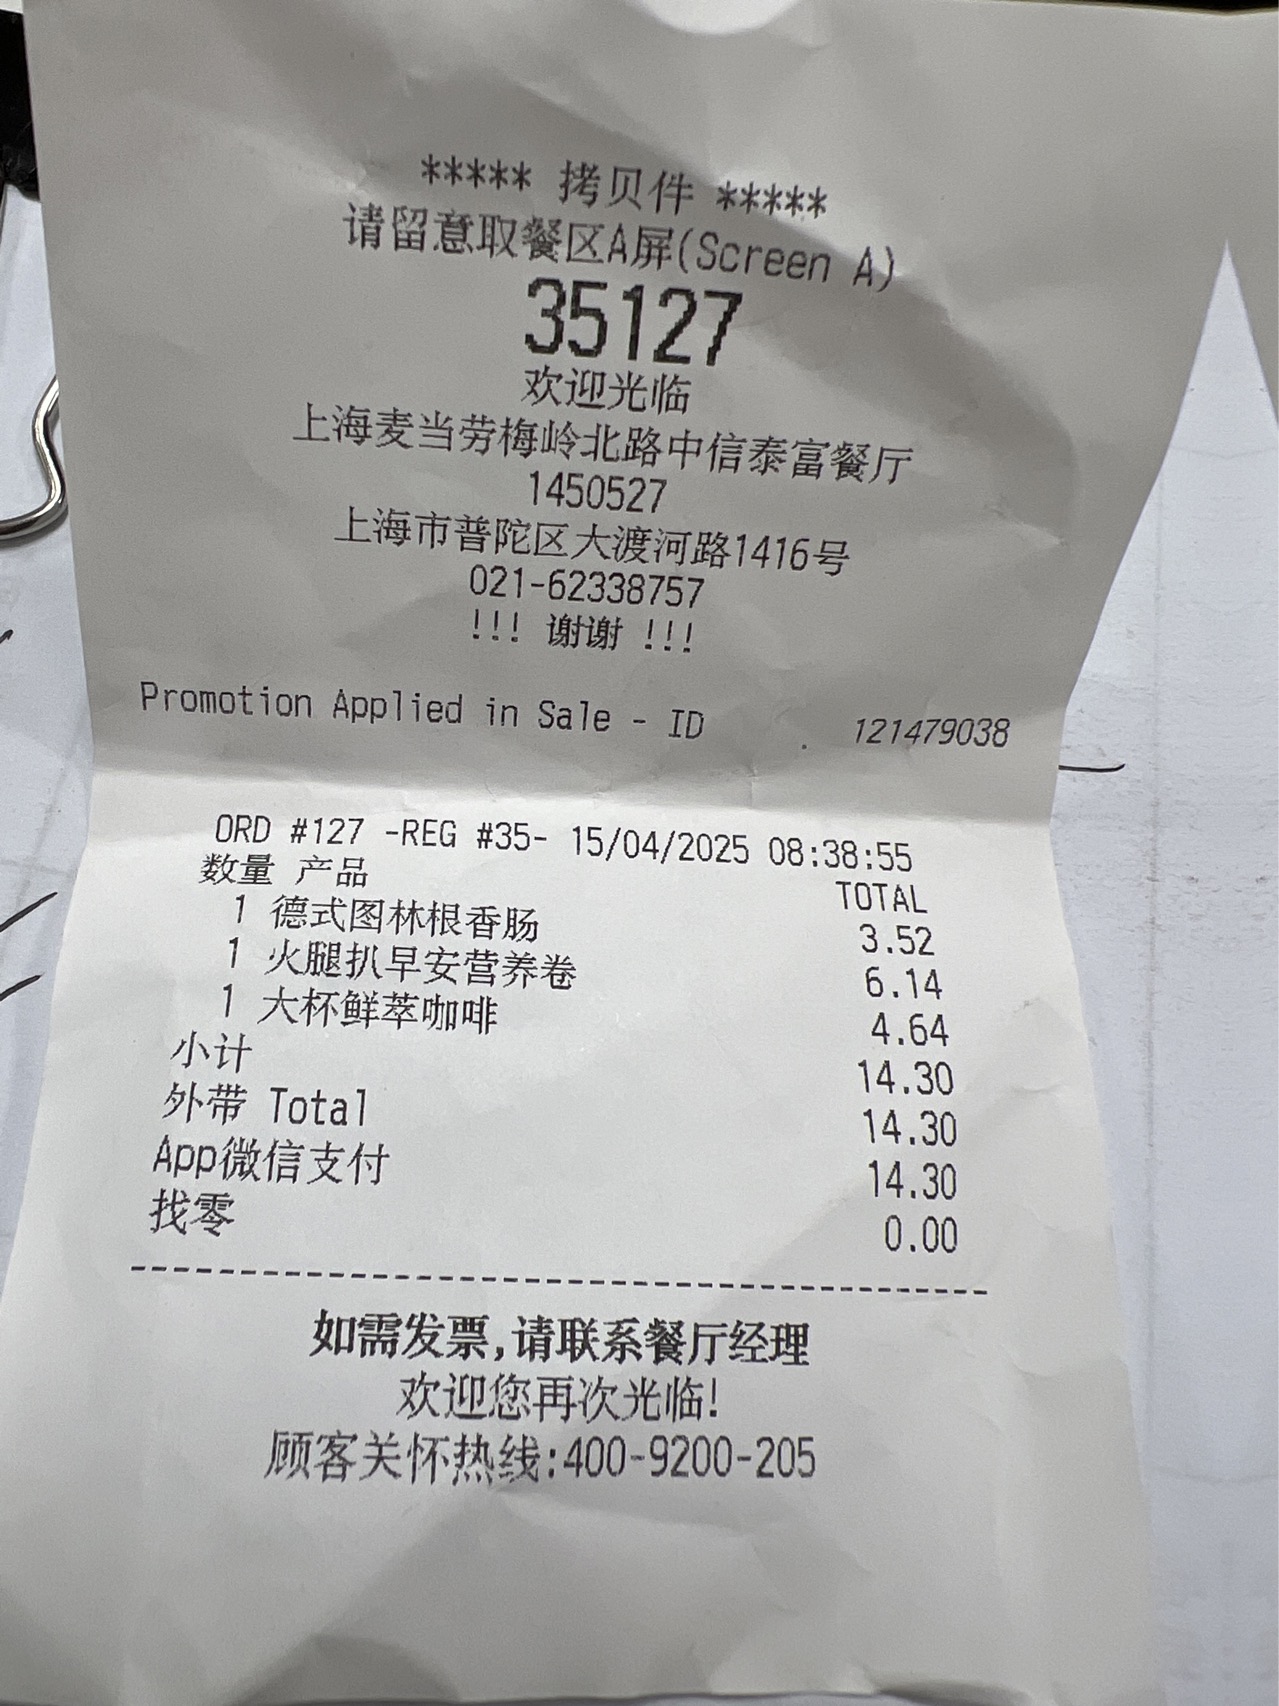 ***** 拷贝件 *****
请留意取餐区A屏(Screen A)
35127
欢迎光临
上海麦当劳梅岭北路中信泰富餐厅
1450527
上海市普陀区大渡河路1416号
021-62338757
!!! 谢谢 !!!
Promotion Applied in Sale - ID . 121479038
ORD #127 -REG #35- 15/04/2025 08:38:55
数量 产品 TOTAL
1 德式图林根香肠 3.52
1 火腿扒早安营养卷 6.14
1 大杯鲜萃咖啡 4.64
小计 14.30
外带 Total 14.30
App微信支付 14.30
找零 0.00
--------------------------------
如需发票,请联系餐厅经理
欢迎您再次光临!
顾客关怀热线:400-9200-205